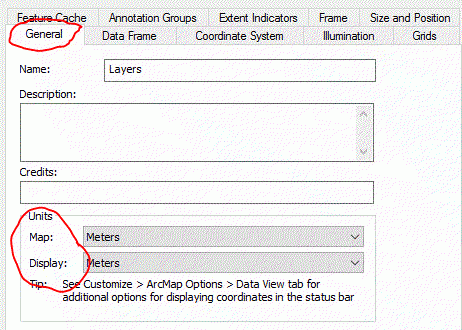 Feature Cache Annotation Groups Extent Indicators Frame Size and Position
General Data Frame Coordinate System Illumination Grids
Name: Layers
Description:
Credits:
Units
Map: Meters
Display: Meters
Tip: See Customize > ArcMap Options > Data View tab for
additional options for displaying coordinates in the status bar